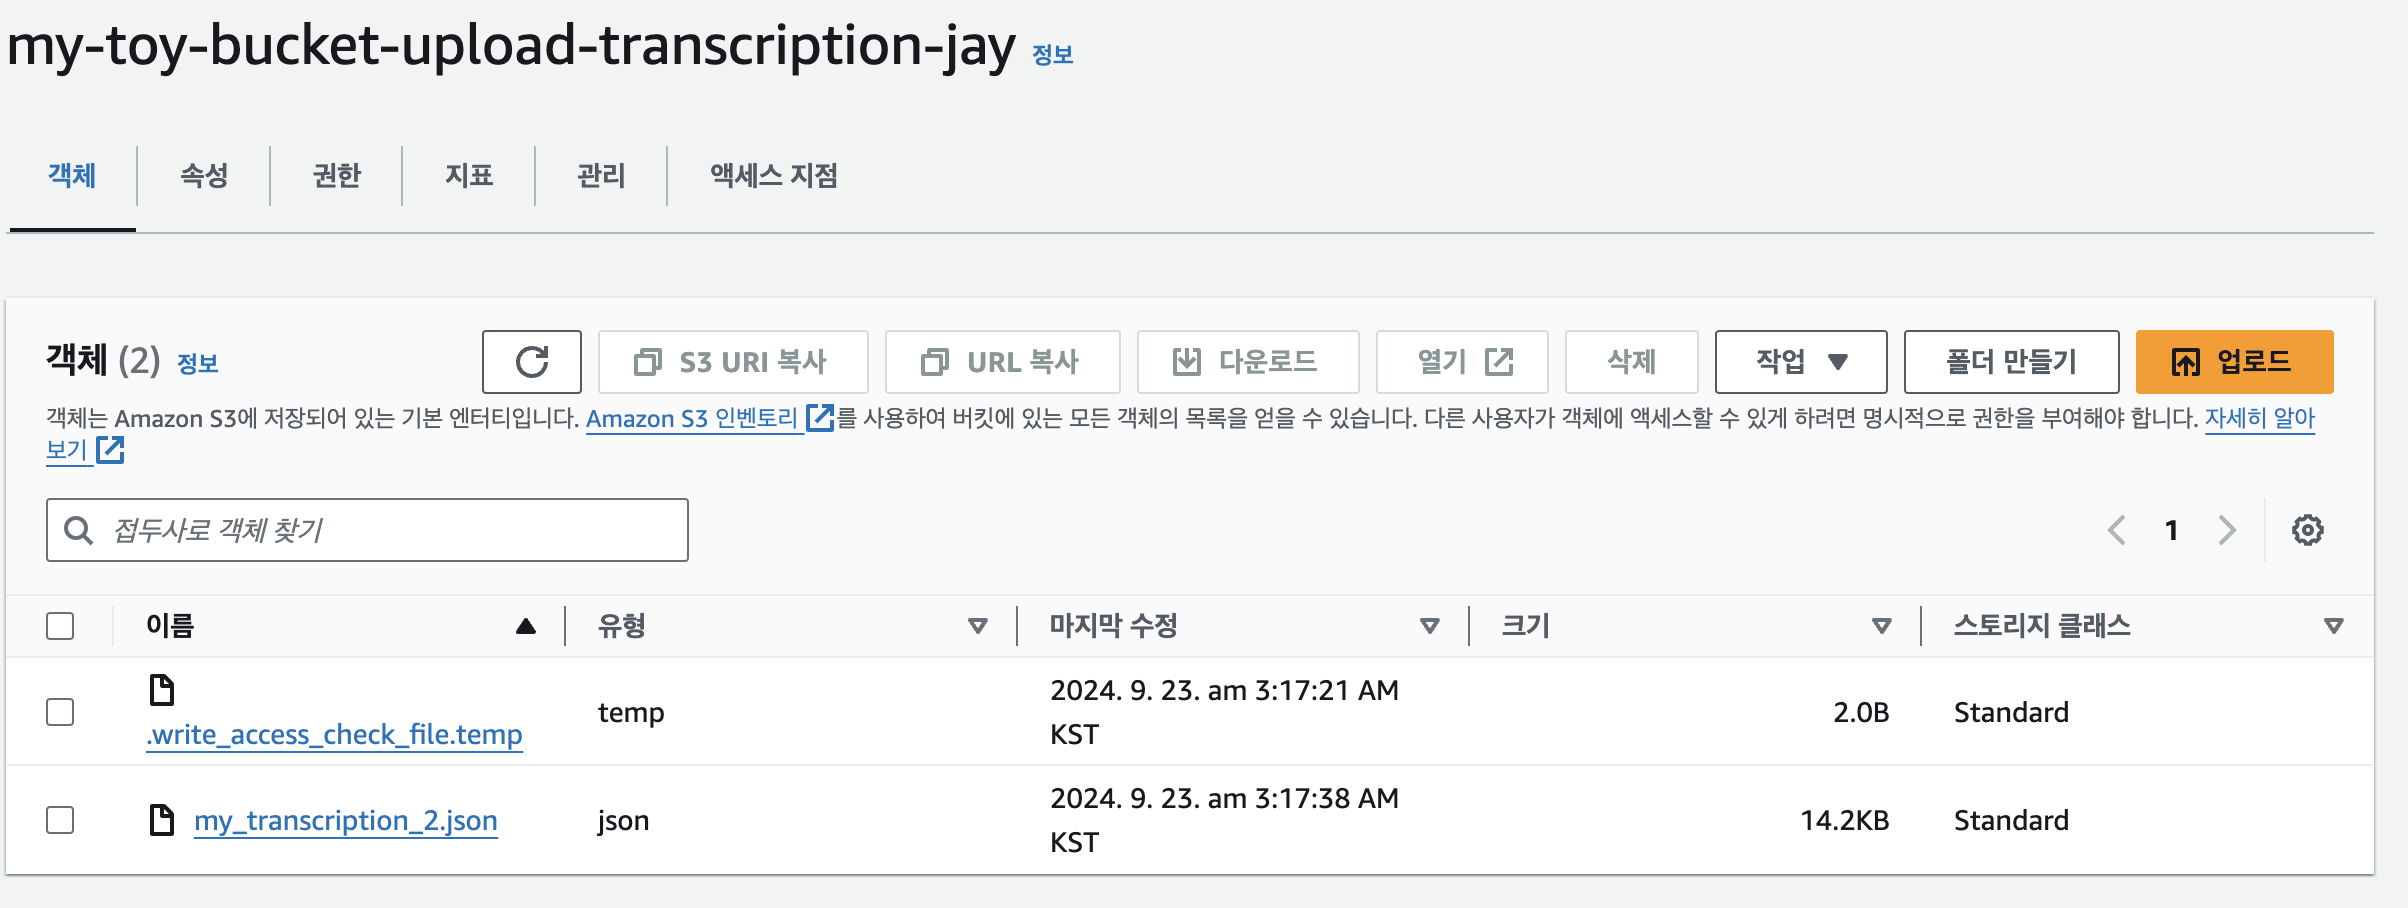 my-toy-bucket-upload-transcription-jay 정보
객체 속성 권한 지표 관리 액세스 지점
객체 (2) 정보 S3 URI 복사 URL 복사 다운로드 열기 삭제 작업 폴더 만들기 업로드
객체는 Amazon S3에 저장되어 있는 기본 엔터티입니다. Amazon S3 인벤토리 를 사용하여 버킷에 있는 모든 객체의 목록을 얻을 수 있습니다. 다른 사용자가 객체에 액세스할 수 있게 하려면 명시적으로 권한을 부여해야 합니다. 자세히 알아
보기
접두사로 객체 찾기 1
이름 유형 마지막 수정 크기 스토리지 클래스
.write_access_check_file.temp temp 2024. 9. 23. am 3:17:21 AM 2.0B Standard
KST
my_transcription_2.json json 2024. 9. 23. am 3:17:38 AM 14.2KB Standard
KST